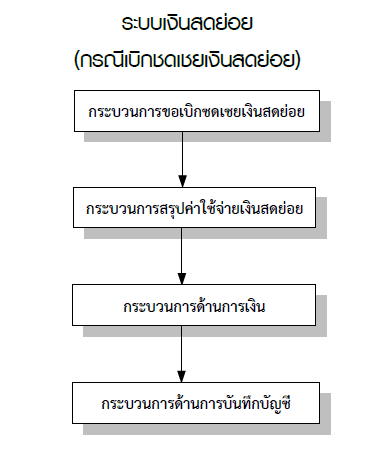 ระบบเงินสดย่อย
(กรณีเบิกชดเชยเงินสดย่อย)
กระบวนการขอเบิกชดเชยเงินสดย่อย
กระบวนการสรุปค่าใช้จ่ายเงินสดย่อย
กระบวนการด้านการเงิน
กระบวนการด้านการบันทึกบัญชี